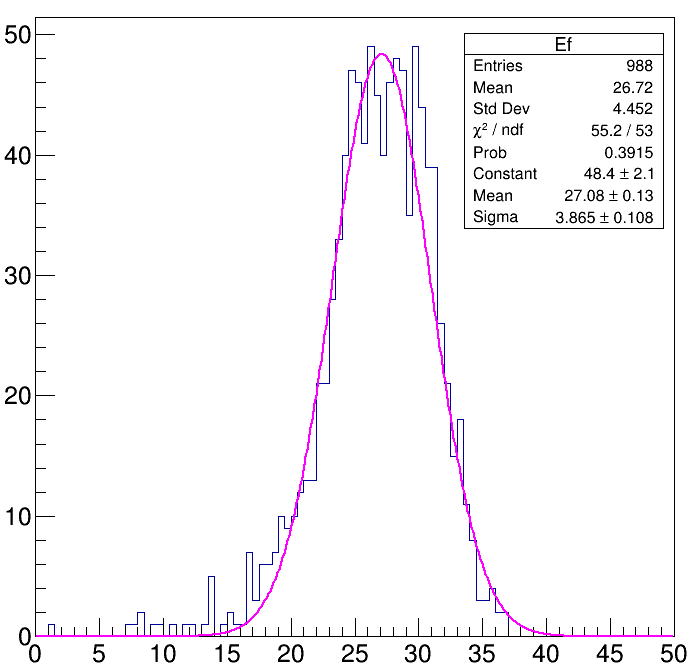 Ef
Entries 988
Mean 26.72
Std Dev 4.452
χ² / ndf 55.2 / 53
Prob 0.3915
Constant 48.4 ± 2.1
Mean 27.08 ± 0.13
Sigma 3.865 ± 0.108
50
40
30
20
10
0
0 5 10 15 20 25 30 35 40 45 50